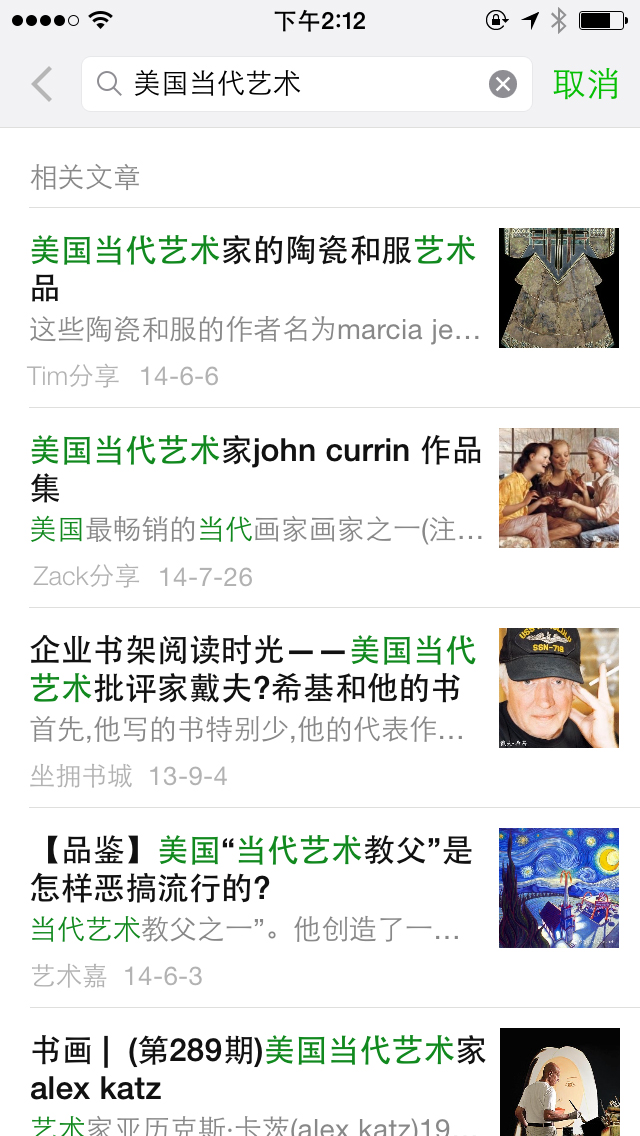 下午2:12
美国当代艺术
取消
相关文章
美国当代艺术家的陶瓷和服艺术
品
这些陶瓷和服的作者名为marcia je...
Tim分享 14-6-6
美国当代艺术家john currin 作品
集
美国最畅销的当代画家画家之一(注...
Zack分享 14-7-26
企业书架阅读时光——美国当代
艺术批评家戴夫?希基和他的书
首先,他写的书特别少,他的代表作...
坐拥书城 13-9-4
SSN-718
【品鉴】美国“当代艺术教父”是
怎样恶搞流行的?
当代艺术教父之一”。他创造了一...
艺术嘉 14-6-3
书画 | (第289期)美国当代艺术家
alex katz
艺术家亚历克斯·卡茨(alex katz)19...